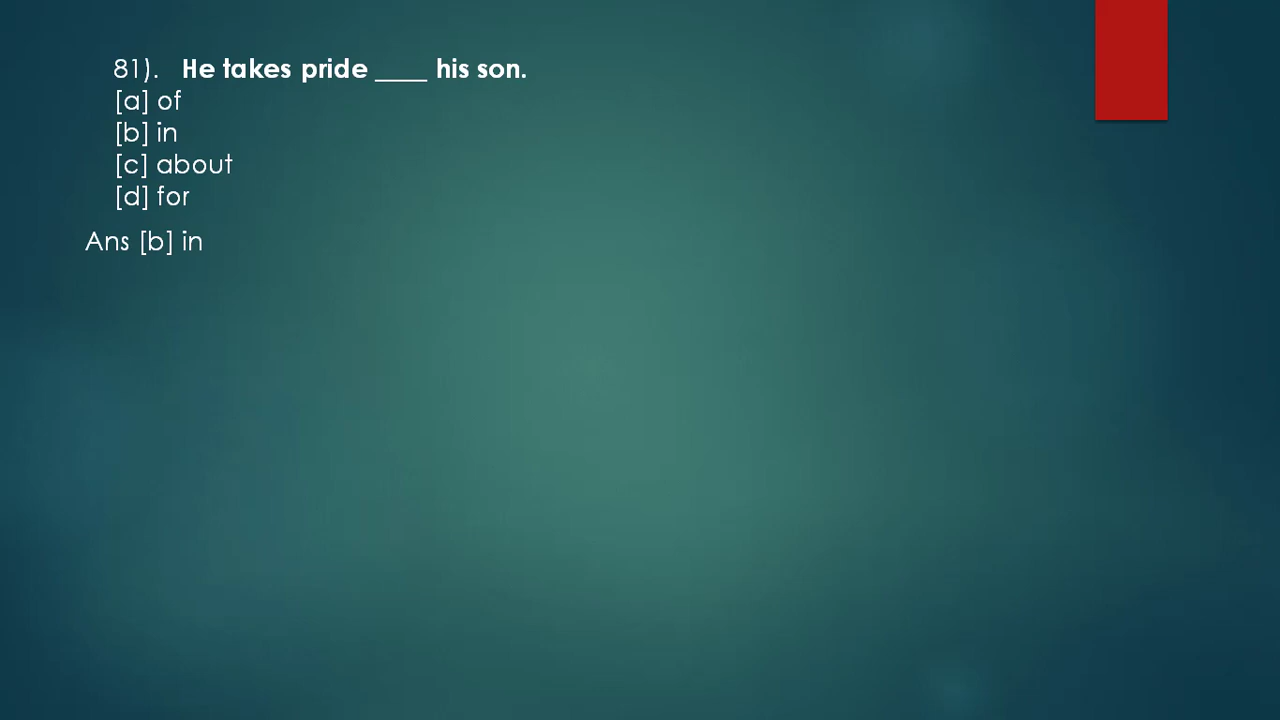 81). He takes pride ____ his son.
[a] of
[b] in
[c] about
[d] for
Ans [b] in